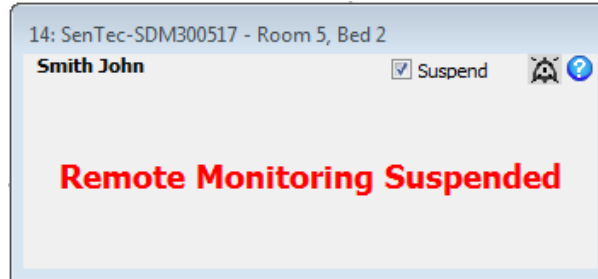 14: SenTec-SDM300517 - Room 5, Bed 2
Smith John Suspend ?
Remote Monitoring Suspended